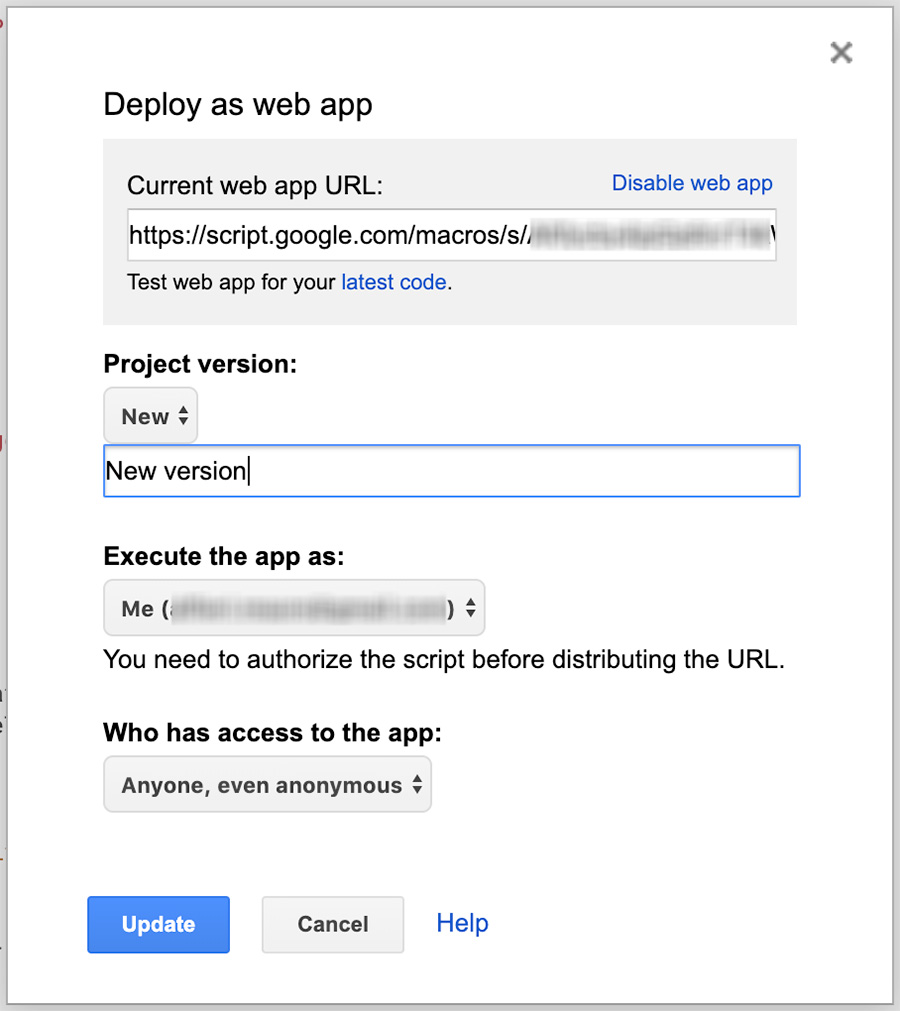 Deploy as web app
Current web app URL:
Disable web app
https://script.google.com/macros/s/
Test web app for your latest code.
Project version:
New
New version
Execute the app as:
Me ( )
You need to authorize the script before distributing the URL.
Who has access to the app:
Anyone, even anonymous
Update
Cancel
Help